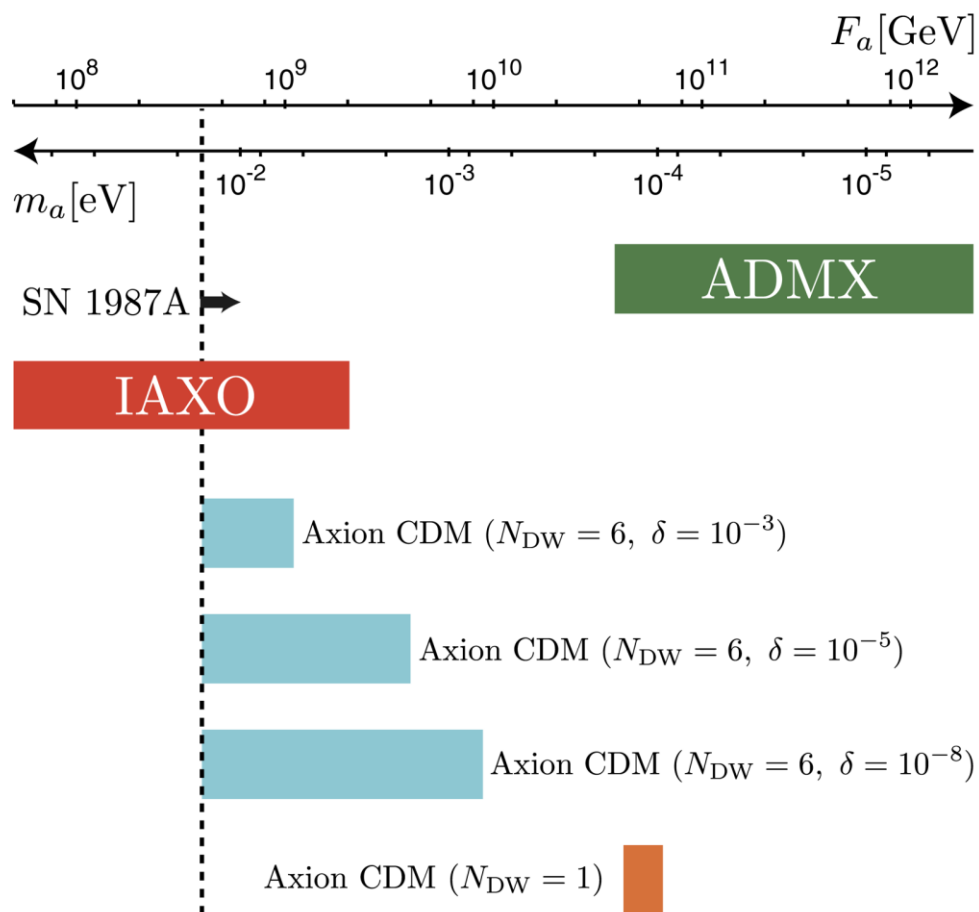 F_a[GeV]
10^8 10^9 10^10 10^11 10^12
10^-2 10^-3 10^-4 10^-5
m_a[eV]
ADMX
SN 1987A
IAXO
Axion CDM (N_DW = 6, δ = 10^-3)
Axion CDM (N_DW = 6, δ = 10^-5)
Axion CDM (N_DW = 6, δ = 10^-8)
Axion CDM (N_DW = 1)